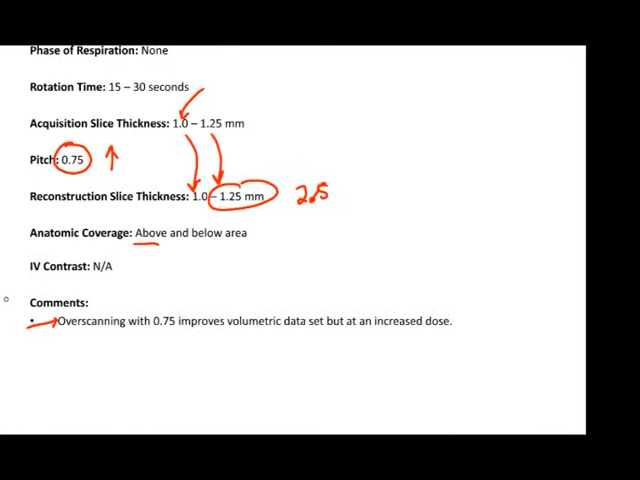 Phase of Respiration: None
Rotation Time: 15 – 30 seconds
Acquisition Slice Thickness: 1.0 – 1.25 mm
Pitch: 0.75
Reconstruction Slice Thickness: 1.0 – 1.25 mm 2.5
Anatomic Coverage: Above and below area
IV Contrast: N/A
Comments:
• Overscanning with 0.75 improves volumetric data set but at an increased dose.